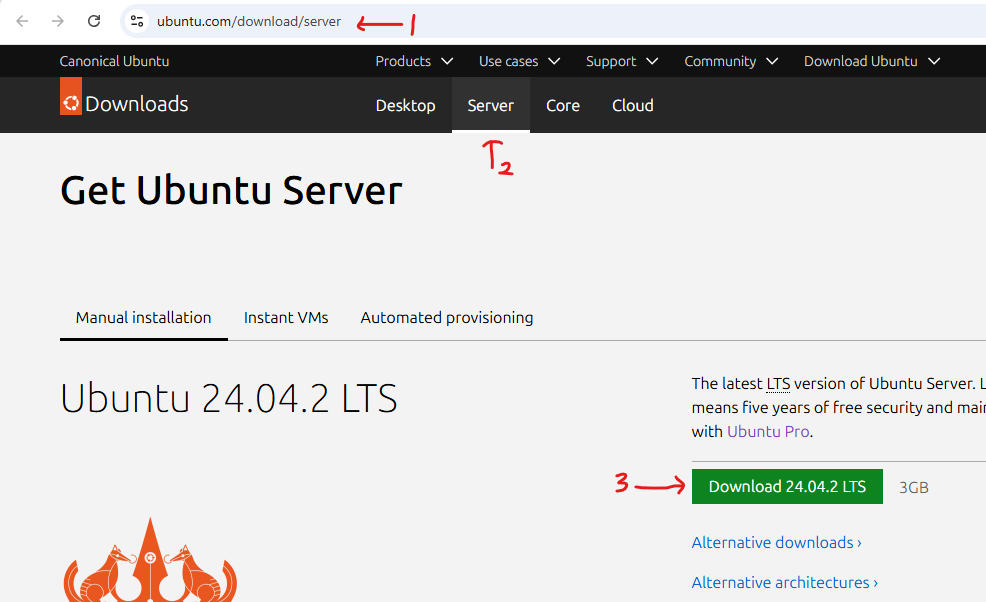 ubuntu.com/download/server 1
Canonical Ubuntu Products Use cases Support Community Download Ubuntu
Downloads Desktop Server Core Cloud
2
Get Ubuntu Server
Manual installation Instant VMs Automated provisioning
Ubuntu 24.04.2 LTS
The latest LTS version of Ubuntu Server. L
means five years of free security and main
with Ubuntu Pro.
3 Download 24.04.2 LTS 3GB
Alternative downloads ›
Alternative architectures ›